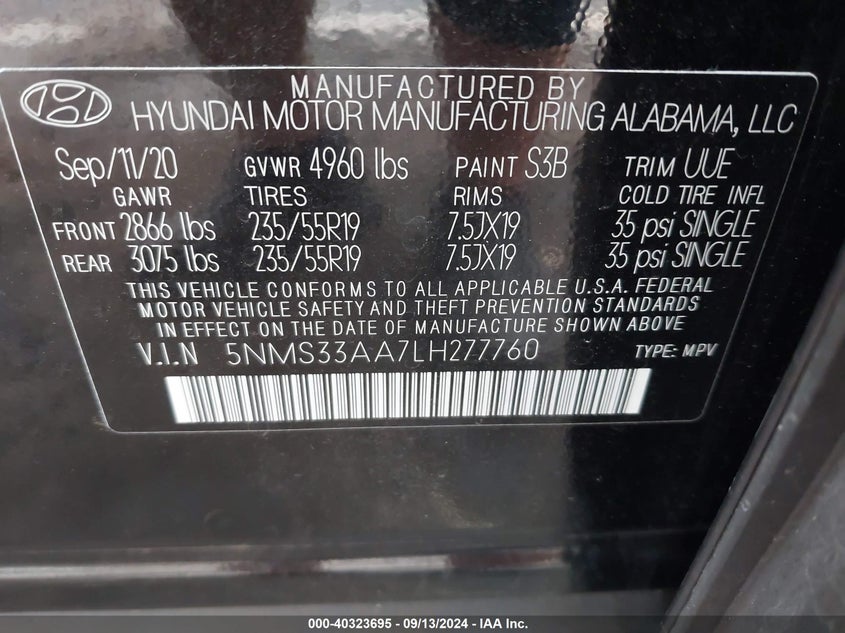 MANUFACTURED BY
HYUNDAI MOTOR MANUFACTURING ALABAMA, LLC
Sep/11/20 GVWR 4960 lbs PAINT S3B TRIM UUE
GAWR TIRES RIMS COLD TIRE INFL
FRONT 2866 lbs 235/55R19 7.5JX19 35 psi SINGLE
REAR 3075 lbs 235/55R19 7.5JX19 35 psi SINGLE
THIS VEHICLE CONFORMS TO ALL APPLICABLE U.S.A. FEDERAL
MOTOR VEHICLE SAFETY AND THEFT PREVENTION STANDARDS
IN EFFECT ON THE DATE OF MANUFACTURE SHOWN ABOVE
V.I.N 5NMS33AA7LH277760 TYPE: MPV
000-40323695 - 09/13/2024 - IAA Inc.